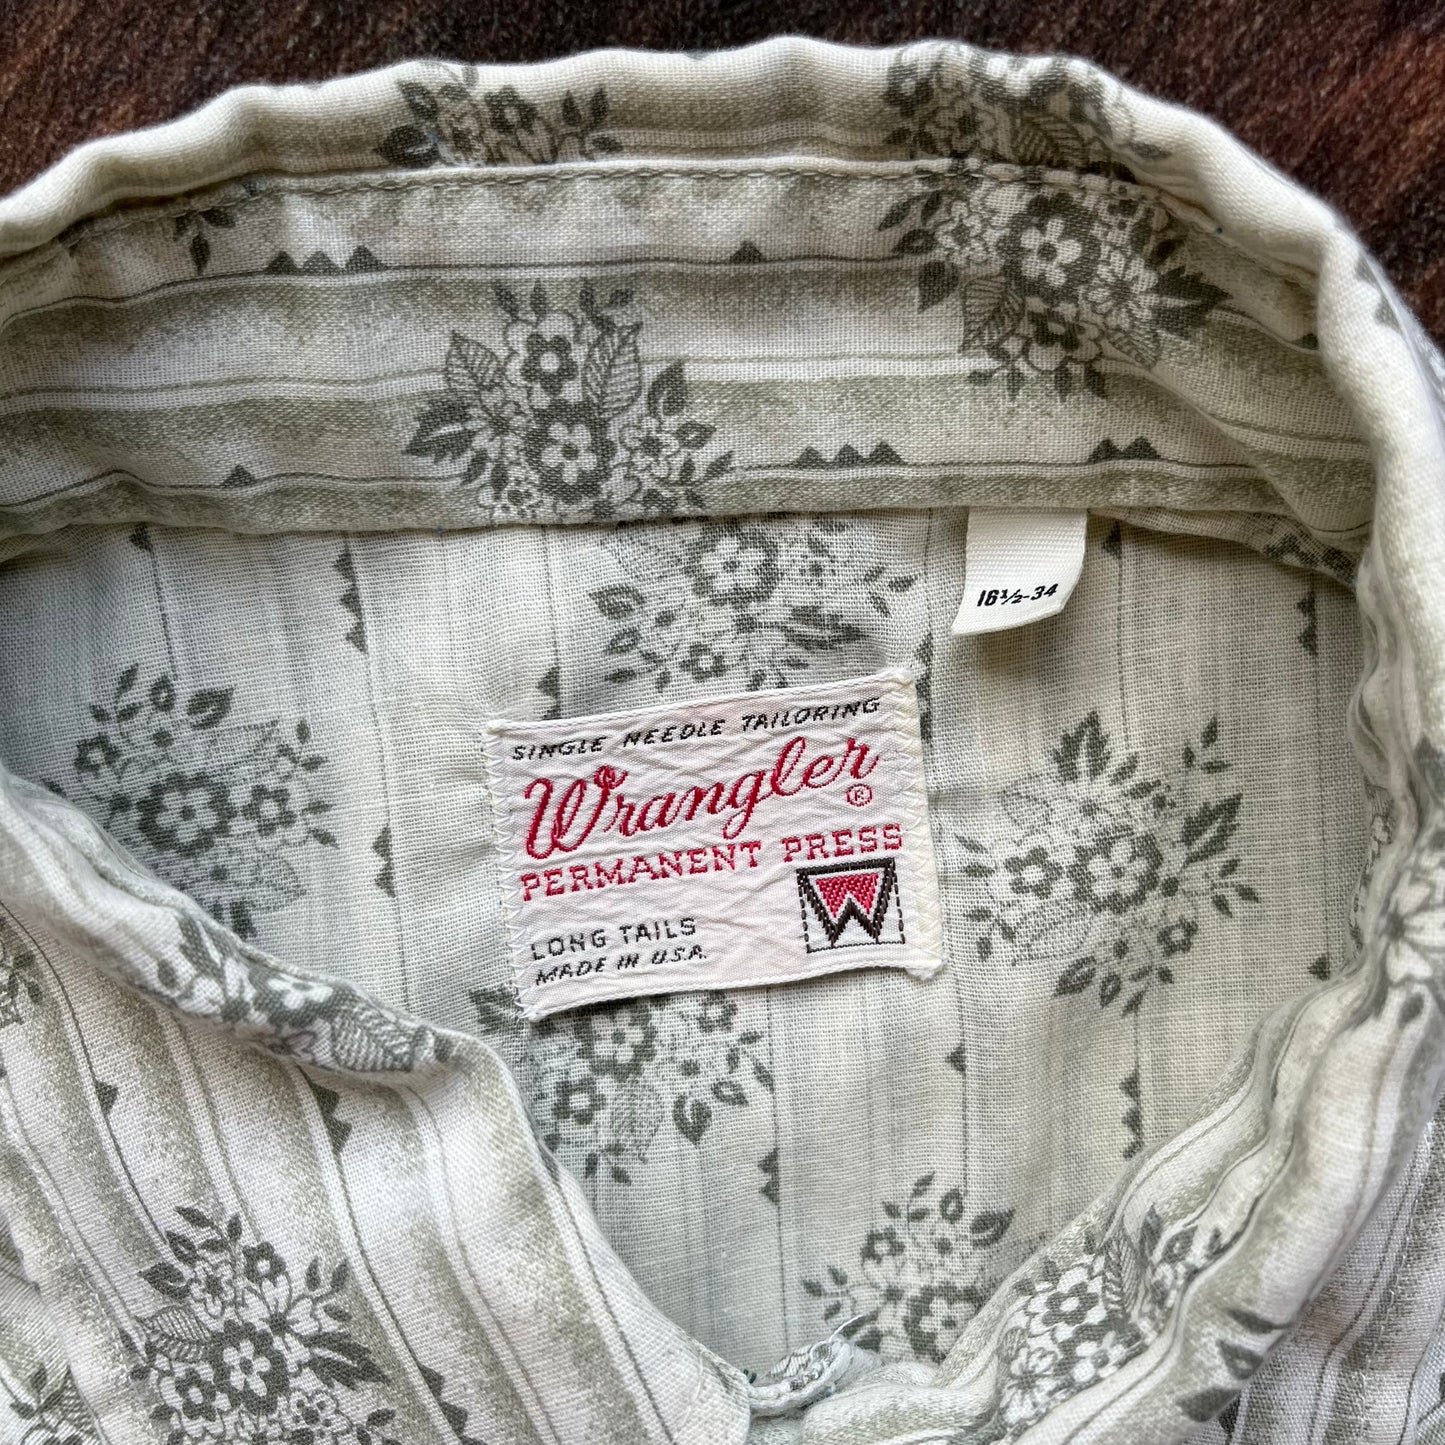 16½-34
SINGLE NEEDLE TAILORING
Wrangler ®
PERMANENT PRESS
W
LONG TAILS
MADE IN U.S.A.